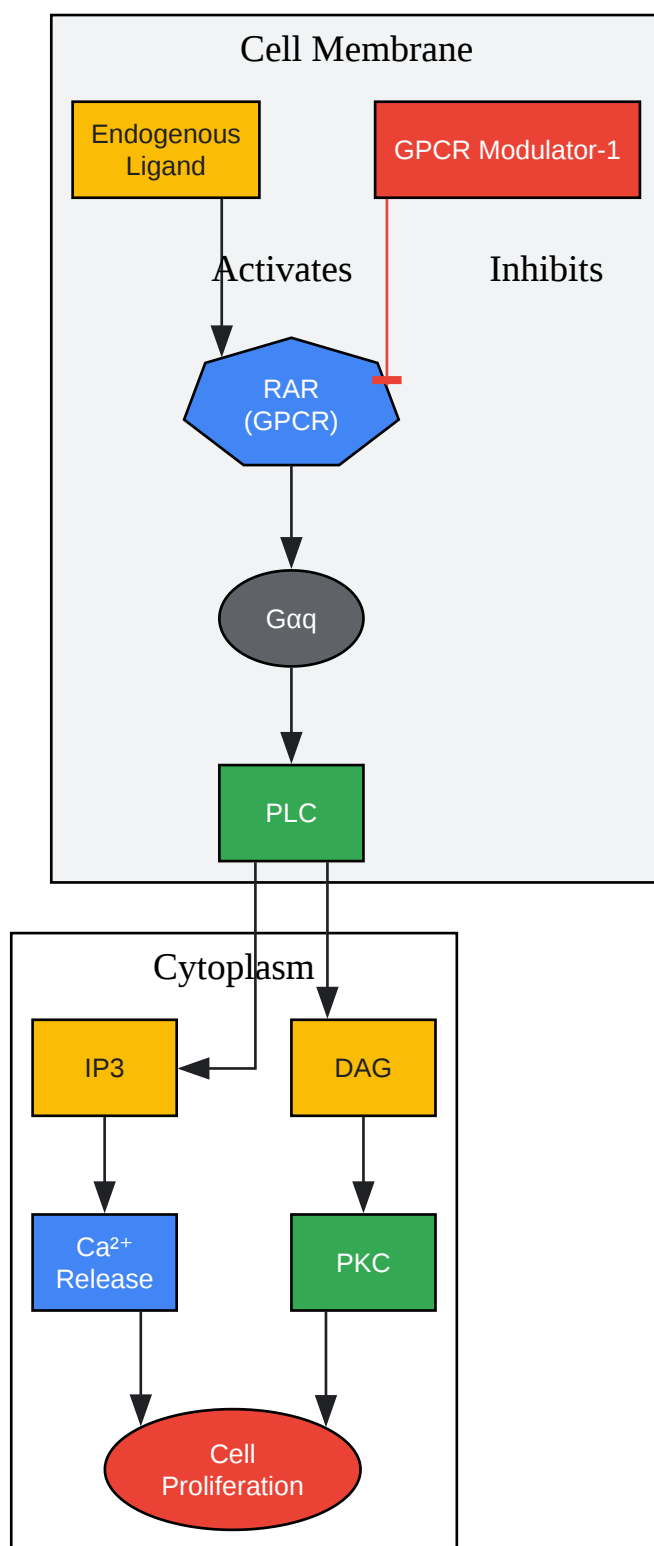 Cell Membrane
Endogenous
Ligand
GPCR Modulator-1
Activates
Inhibits
RAR
(GPCR)
Gαq
PLC
Cytoplasm
IP3
DAG
Ca²⁺
Release
PKC
Cell
Proliferation